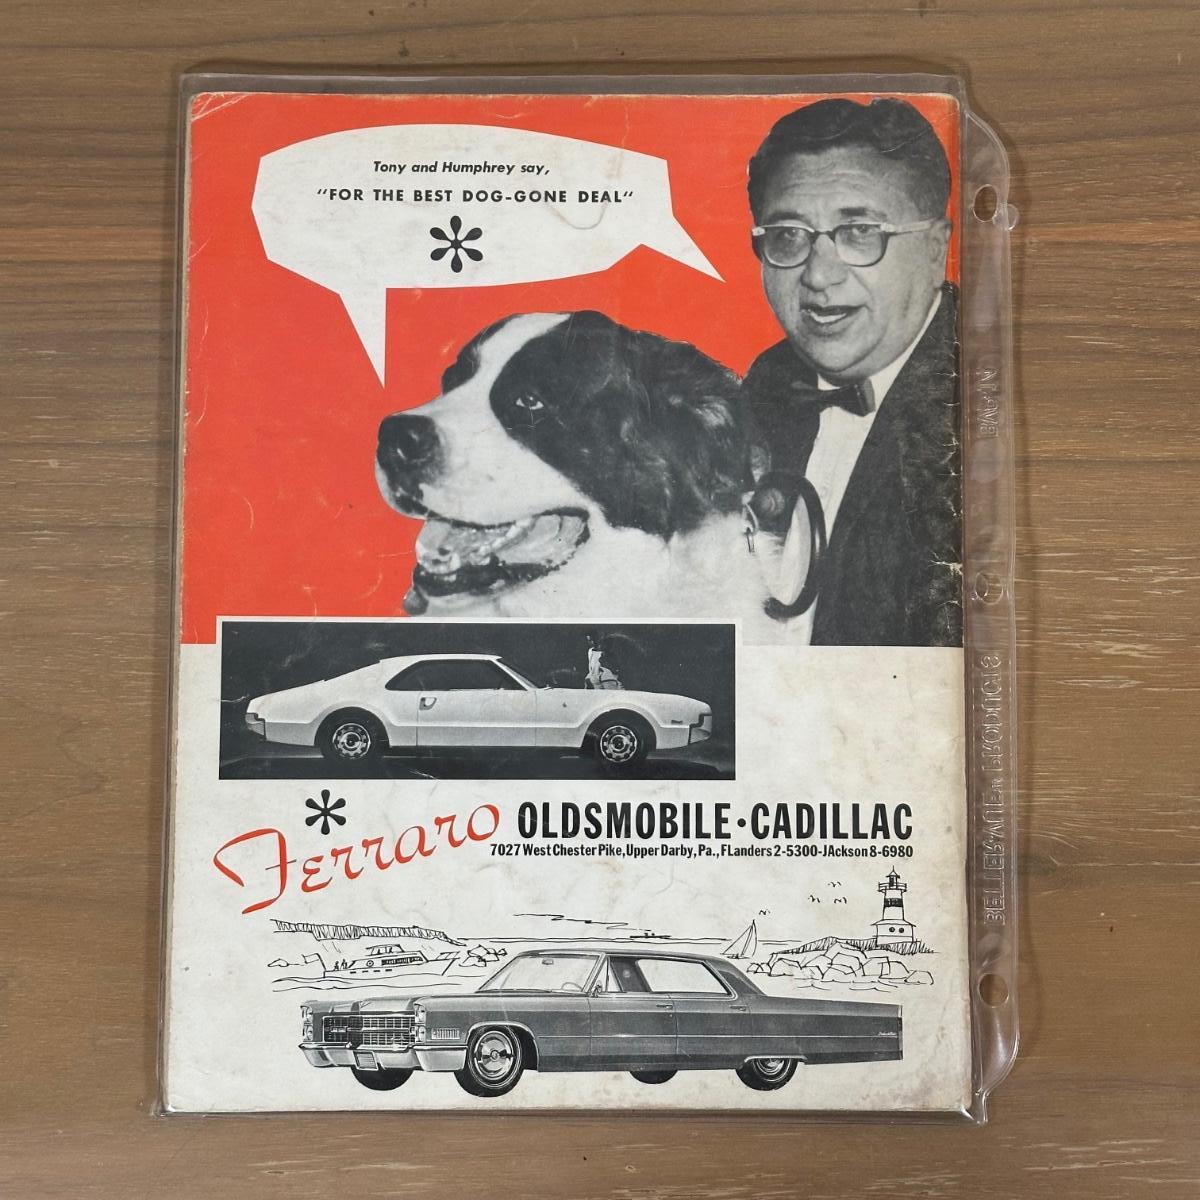 Tony and Humphrey say,
"FOR THE BEST DOG-GONE DEAL"
*
* Ferraro OLDSMOBILE·CADILLAC
7027 West Chester Pike, Upper Darby, Pa., FLanders 2-5300-JAckson 8-6980